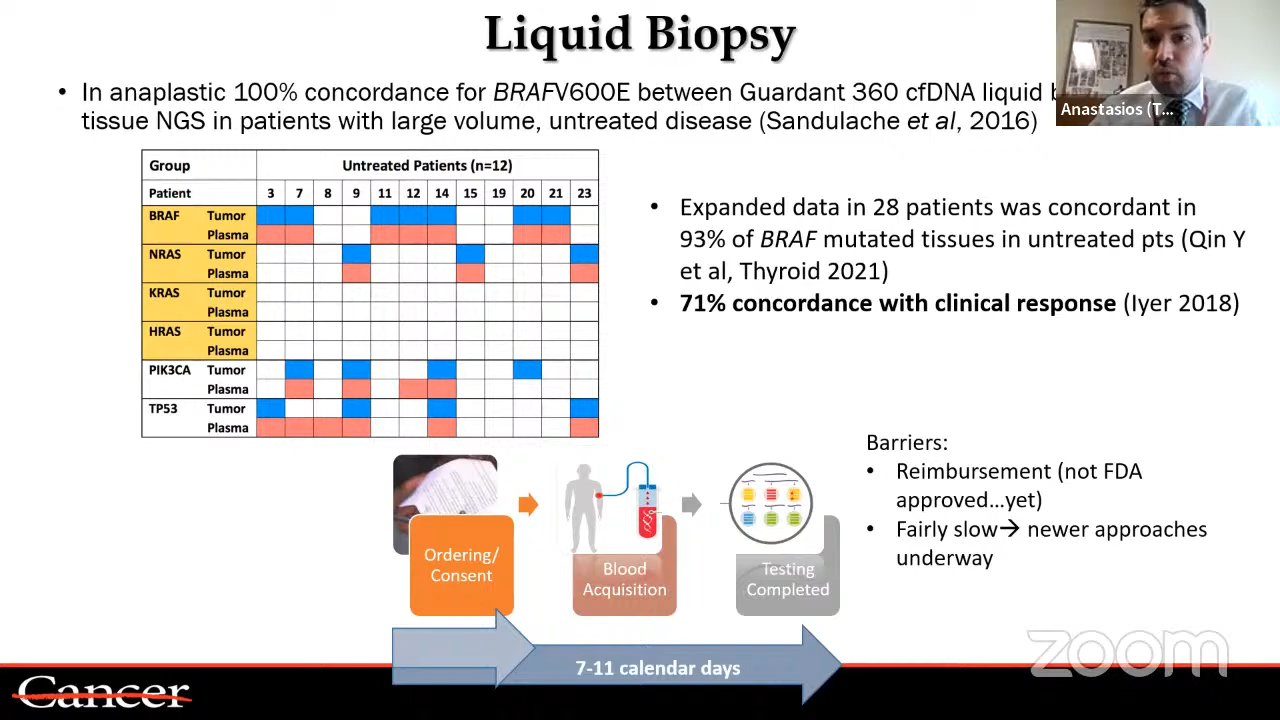 Liquid Biopsy
• In anaplastic 100% concordance for BRAFV600E between Guardant 360 cfDNA liquid
tissue NGS in patients with large volume, untreated disease (Sandulache et al, 2016)
Anastasios (T...
Group Untreated Patients (n=12)
Patient 3 7 8 9 11 12 14 15 19 20 21 23
BRAF Tumor
Plasma
NRAS Tumor
Plasma
KRAS Tumor
Plasma
HRAS Tumor
Plasma
PIK3CA Tumor
Plasma
TP53 Tumor
Plasma
• Expanded data in 28 patients was concordant in
93% of BRAF mutated tissues in untreated pts (Qin Y
et al, Thyroid 2021)
• 71% concordance with clinical response (Iyer 2018)
Ordering/
Consent
Blood
Acquisition
Testing
Completed
7-11 calendar days
Barriers:
• Reimbursement (not FDA
approved...yet)
• Fairly slow→ newer approaches
underway
Cancer
zoom